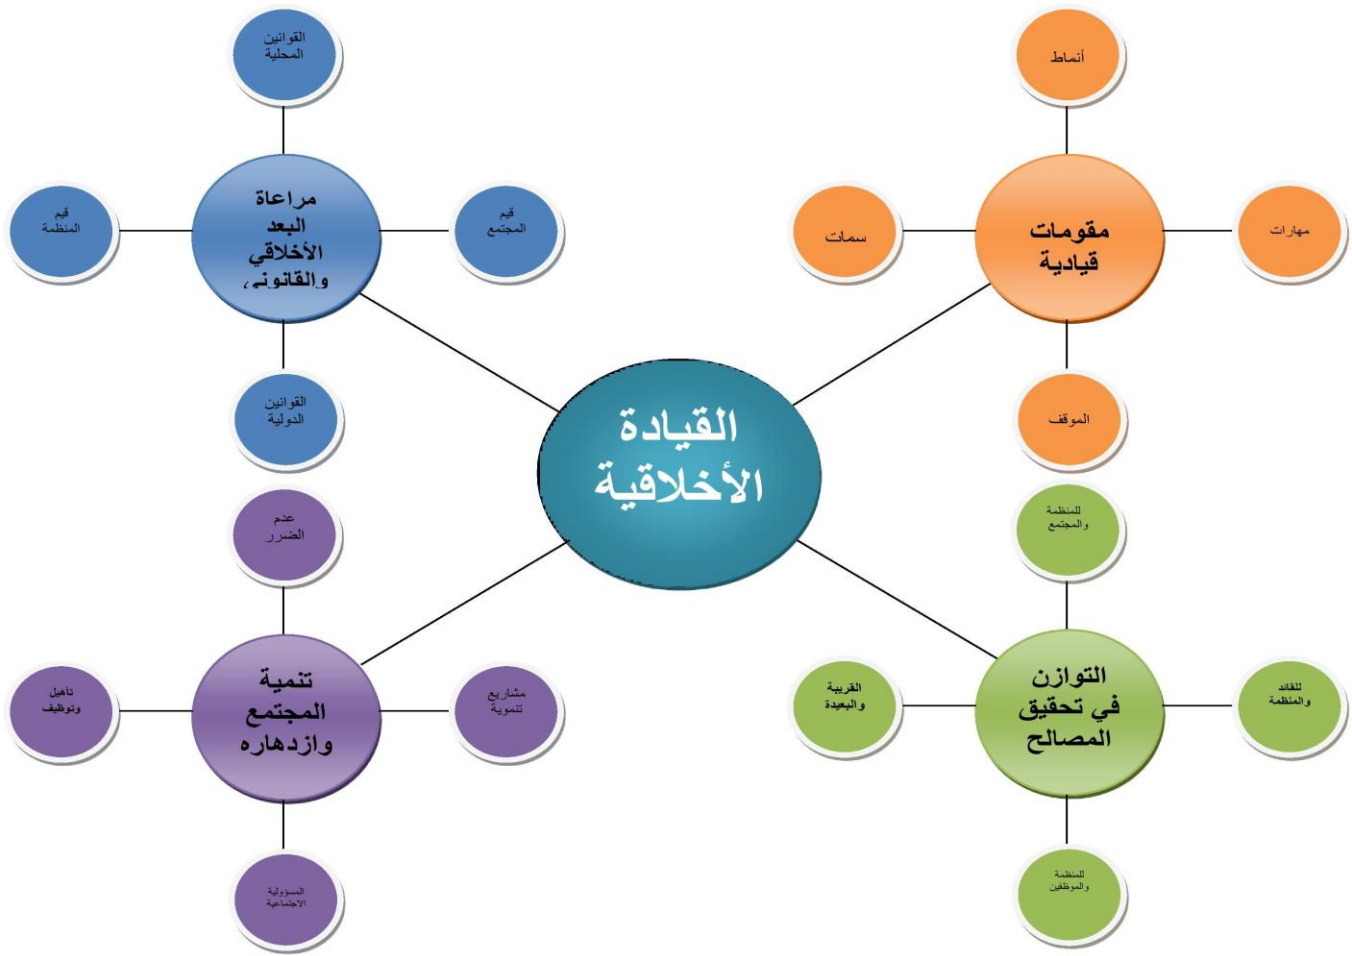 القوانين
المحلية
أنماط
مراعاة
البعد
الأخلاقي
والقانوني
قيم
المنظمة
قيم
المجتمع
القوانين
الدولية
مقومات
قيادية
سمات
مهارات
الموقف
القيادة
الأخلاقية
عدم
الضرر
تنمية
المجتمع
وازدهاره
تأهيل
وتوظيف
مشاريع
تنموية
المسؤولية
الاجتماعية
للمنظمة
والمجتمع
التوازن
في تحقيق
المصالح
القريبة
والبعيدة
للقائد
والمنظمة
للمنظمة
والموظفين